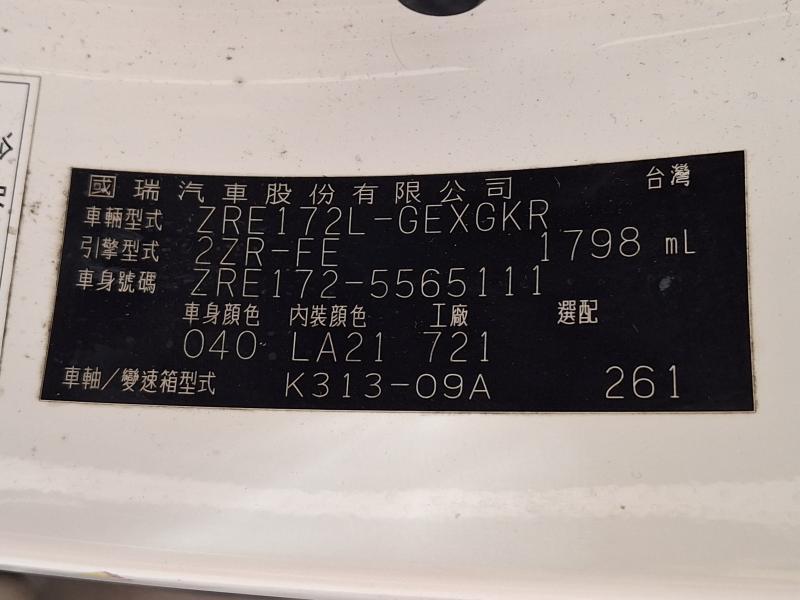 國瑞汽車股份有限公司 台灣
車輛型式 ZRE172L-GEXGKR
引擎型式 2ZR-FE 1798 mL
車身號碼 ZRE172-5565111
車身顏色 內裝顏色 工廠 選配
040 LA21 721
車軸/變速箱型式 K313-09A 261